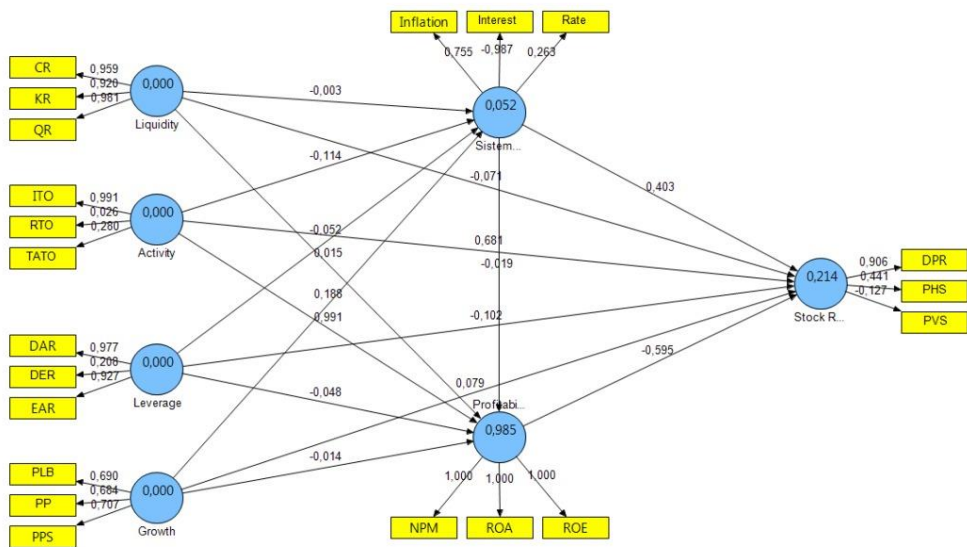 Inflation
Interest
Rate
0,755
-0,987
0,263
CR
KR
QR
0,959
0,920
0,981
0,000
Liquidity
-0,003
0,052
Sistem...
-0,114
-0,071
0,403
ITO
RTO
TATO
0,991
0,026
0,280
0,000
Activity
-0,052
0,015
0,681
-0,019
0,214
Stock R...
0,906
0,441
-0,127
DPR
PHS
PVS
0,188
0,991
-0,102
-0,595
DAR
DER
EAR
0,977
0,208
0,927
0,000
Leverage
-0,048
0,079
Profitabi...
0,985
-0,014
PLB
PP
PPS
0,690
0,684
0,707
0,000
Growth
1,000
1,000
1,000
NPM
ROA
ROE